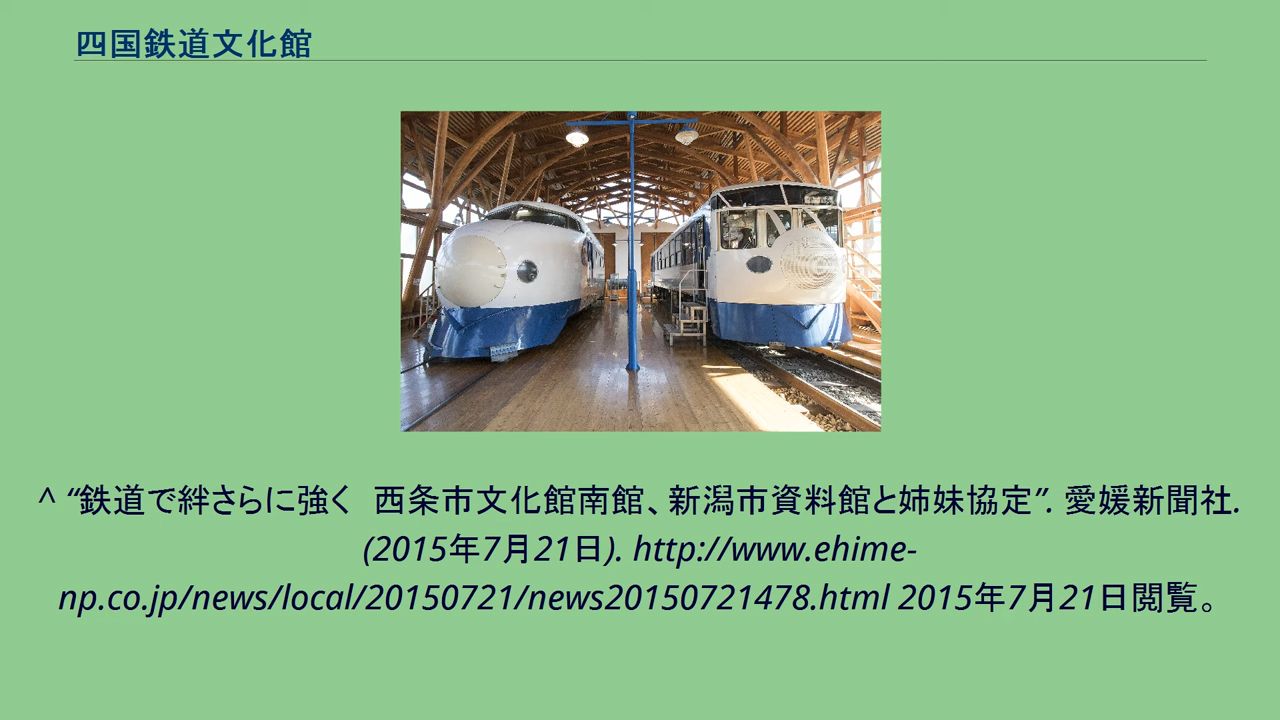 四国鉄道文化館
^ “鉄道で絆さらに強く　西条市文化館南館、新潟市資料館と姉妹協定”. 愛媛新聞社.
(2015年7月21日). http://www.ehime-
np.co.jp/news/local/20150721/news20150721478.html 2015年7月21日閲覧。